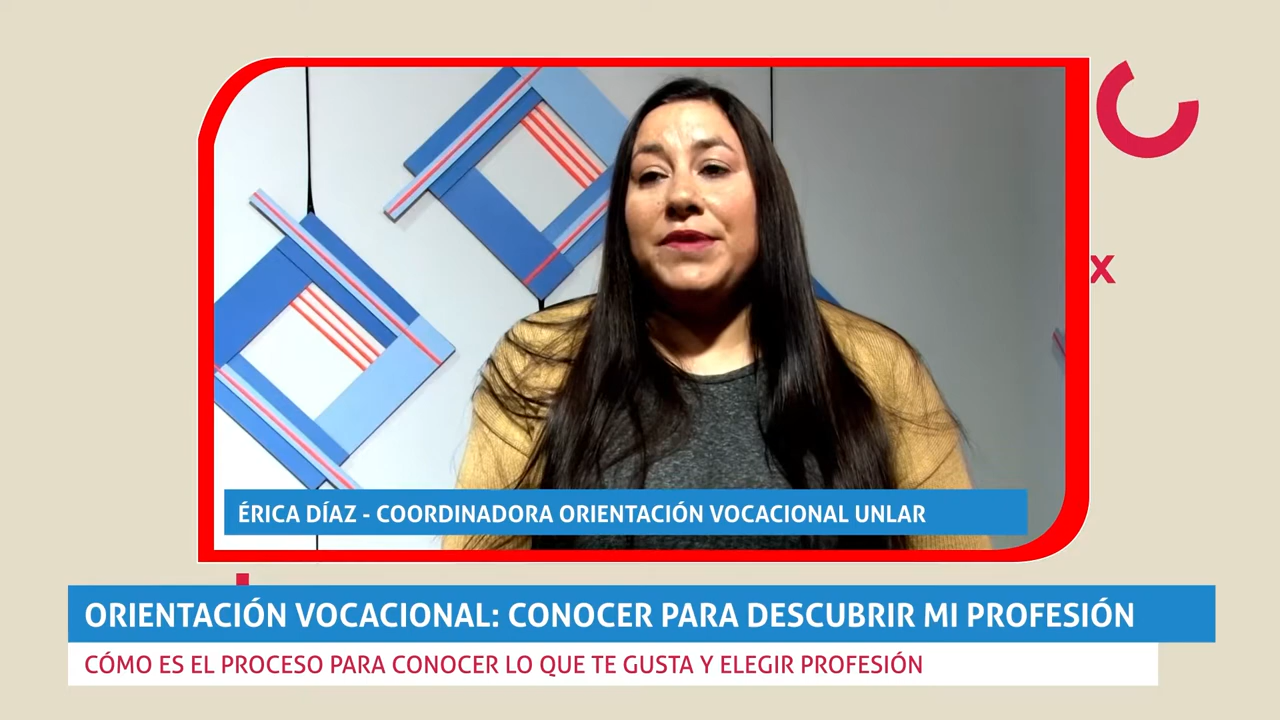 x
ÉRICA DÍAZ - COORDINADORA ORIENTACIÓN VOCACIONAL UNLAR
ORIENTACIÓN VOCACIONAL: CONOCER PARA DESCUBRIR MI PROFESIÓN
CÓMO ES EL PROCESO PARA CONOCER LO QUE TE GUSTA Y ELEGIR PROFESIÓN